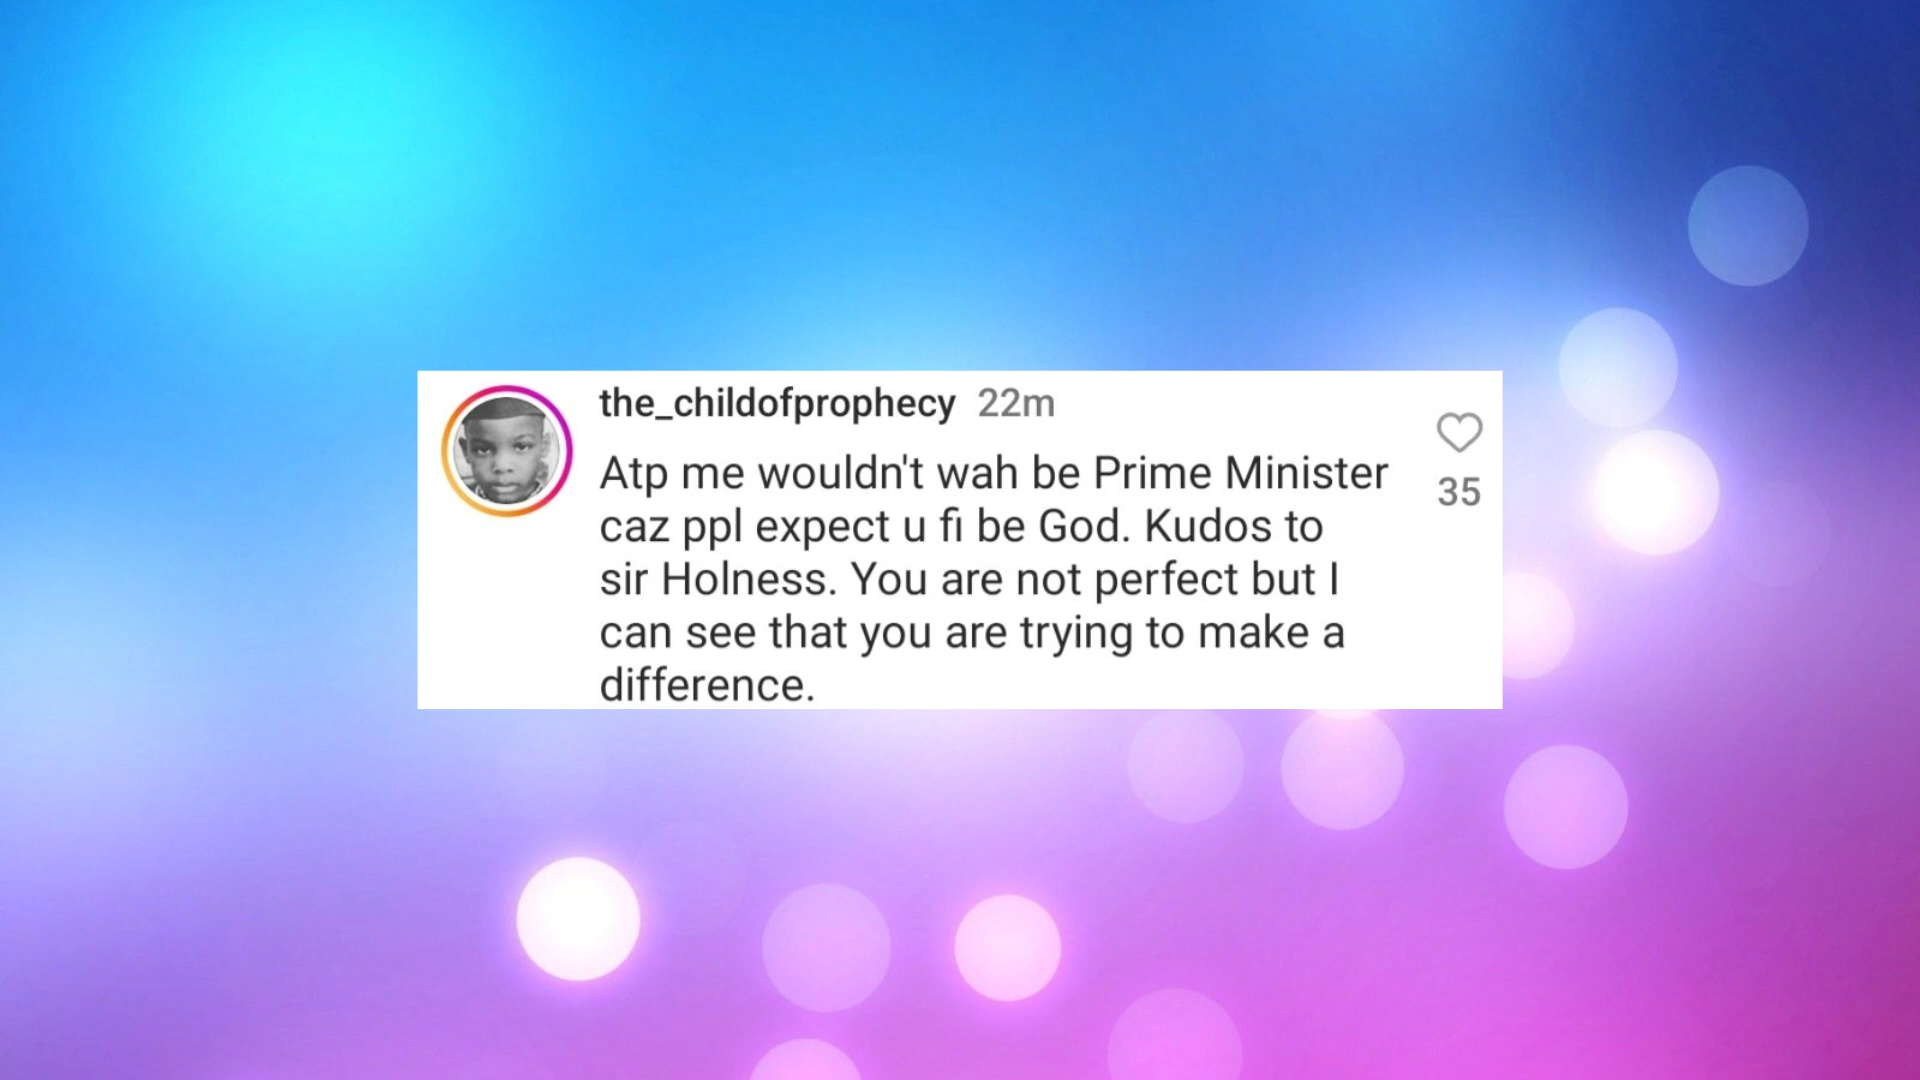 the_childofprophecy 22m
Atp me wouldn't wah be Prime Minister
caz ppl expect u fi be God. Kudos to
sir Holness. You are not perfect but I
can see that you are trying to make a
difference.
35